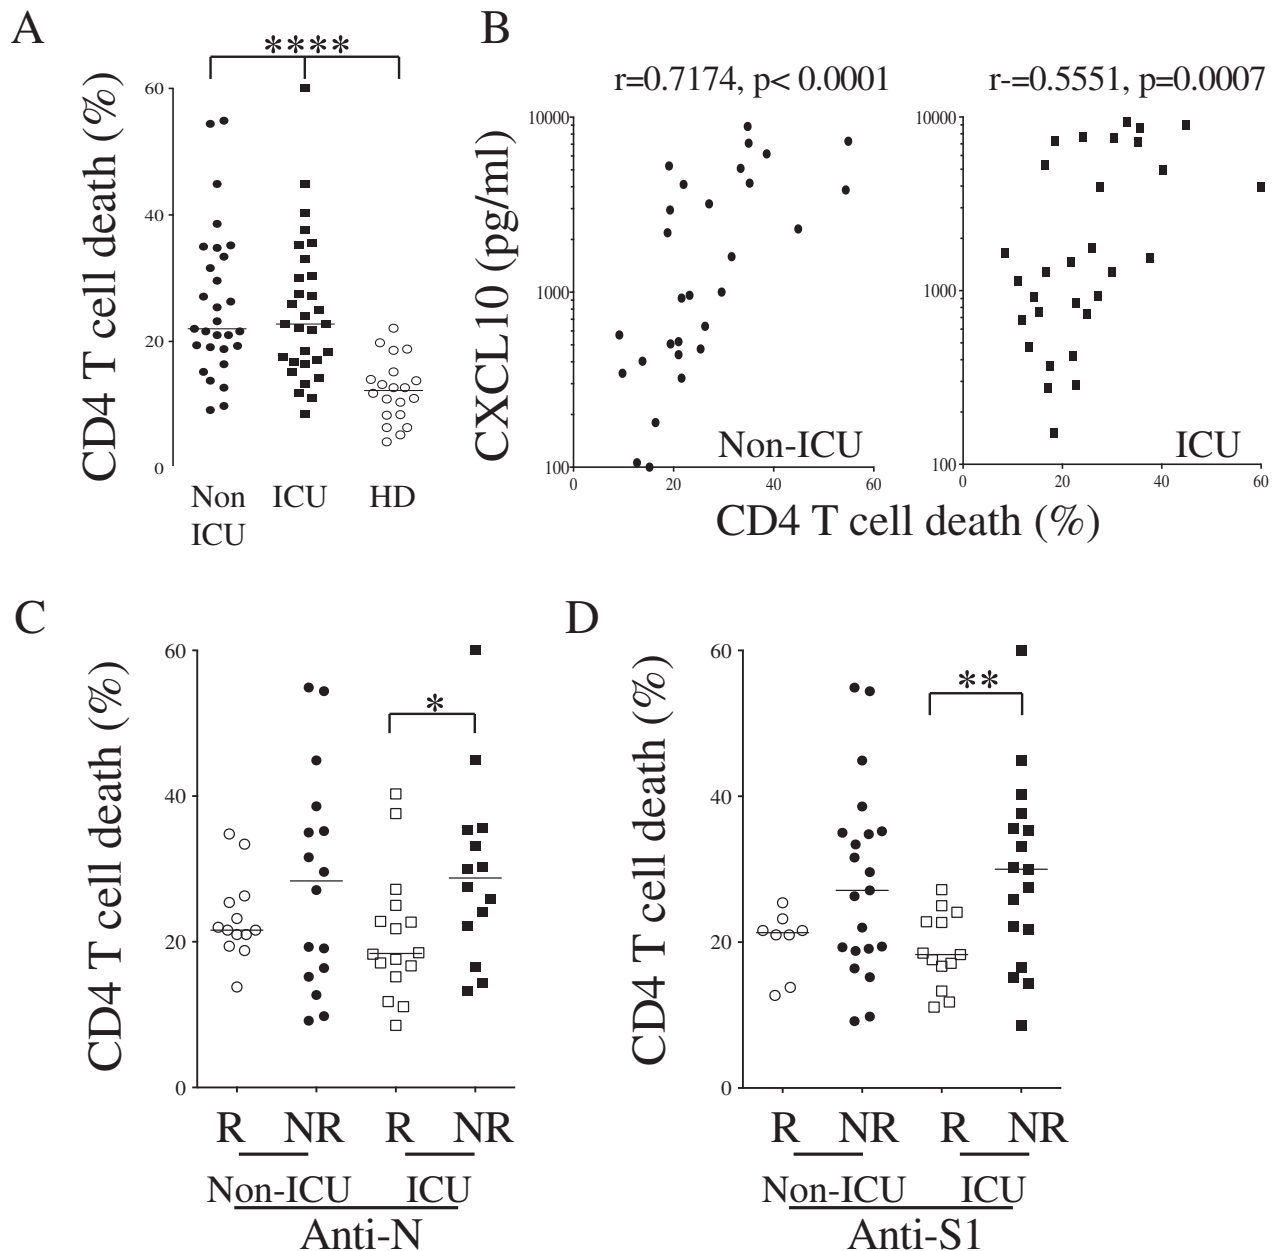 A
****
CD4 T cell death (%)
60
40
20
0
Non
ICU
ICU
HD
B
r=0.7174, p< 0.0001
r-=0.5551, p=0.0007
CXCL10 (pg/ml)
10000
1000
100
0
20
40
60
Non-ICU
10000
1000
100
0
20
40
60
ICU
CD4 T cell death (%)
C
CD4 T cell death (%)
60
40
20
0
*
R NR R NR
Non-ICU ICU
Anti-N
D
CD4 T cell death (%)
60
40
20
0
**
R NR R NR
Non-ICU ICU
Anti-S1